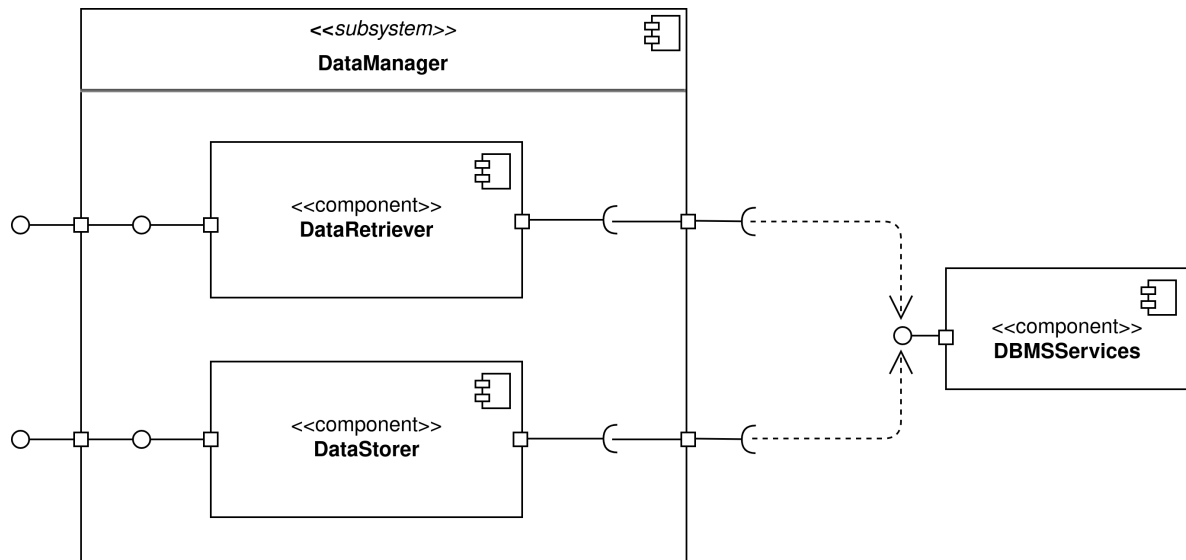 <<subsystem>>
DataManager
<<component>>
DataRetriever
<<component>>
DBMSServices
<<component>>
DataStorer